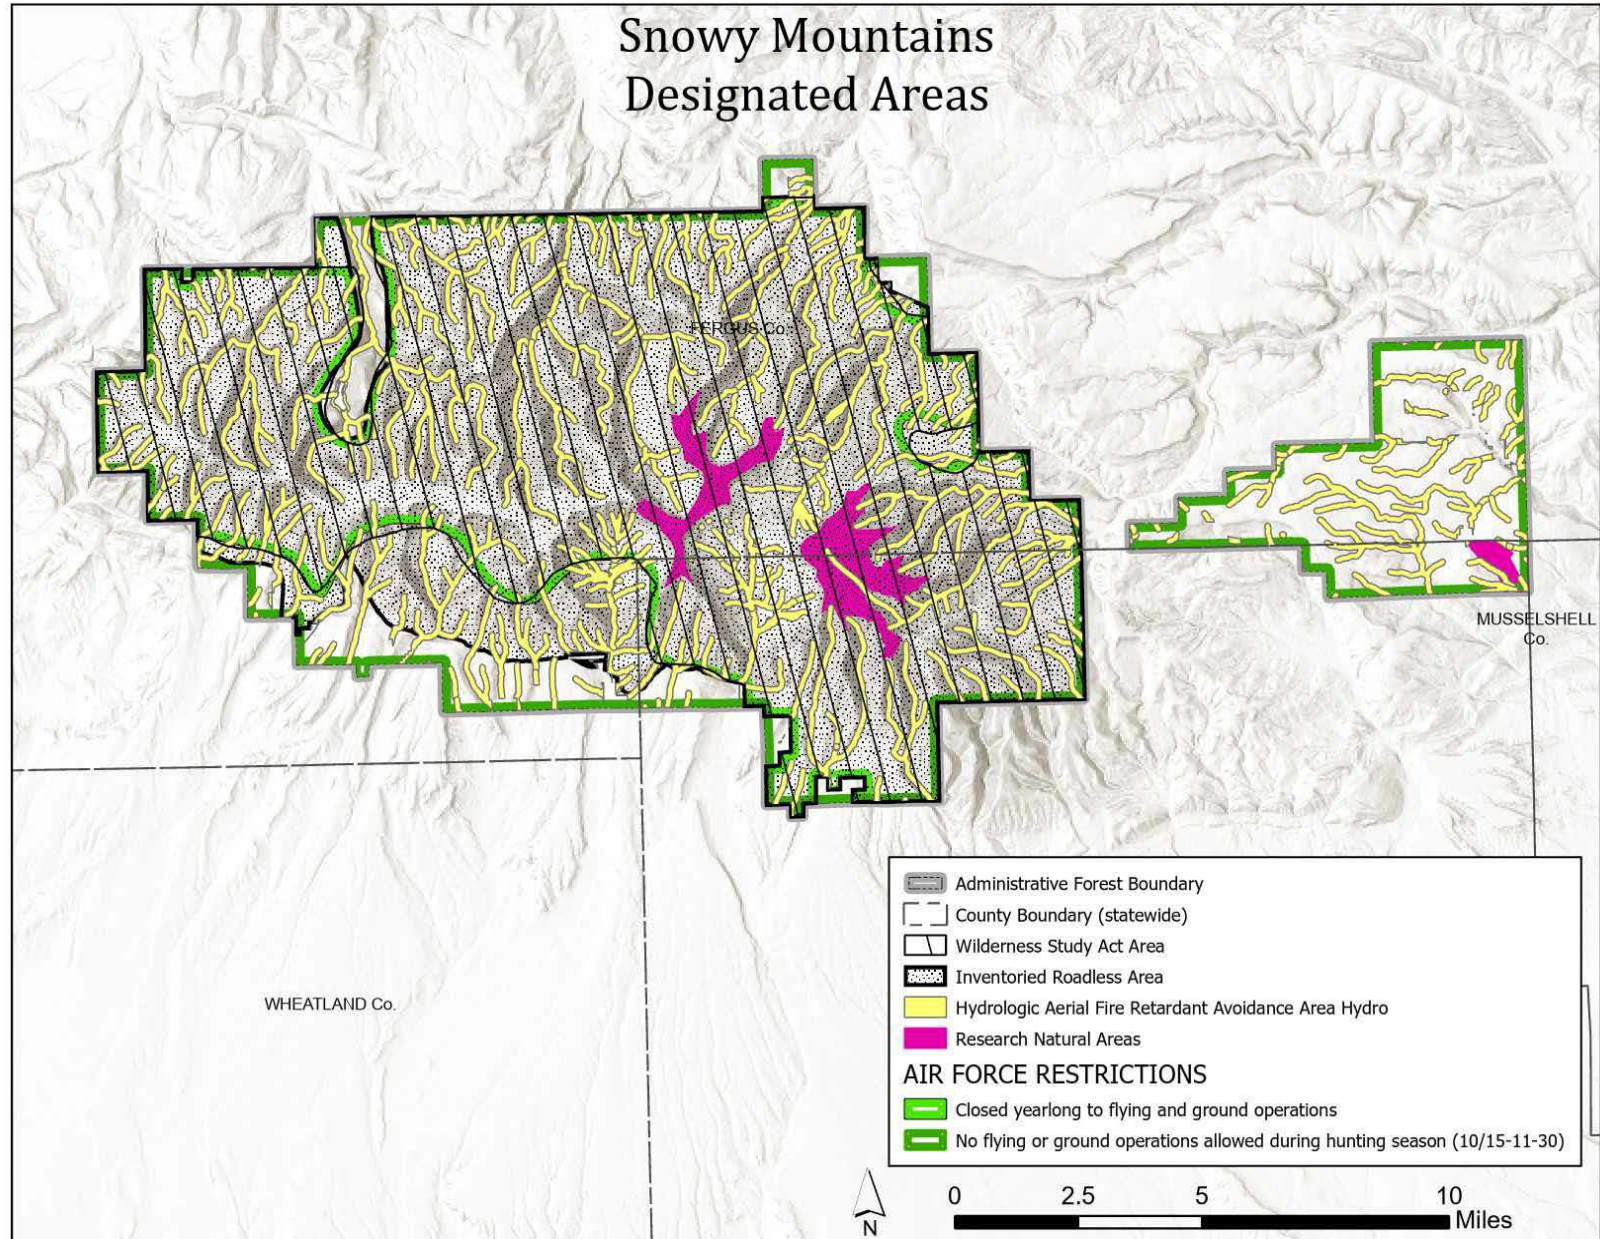 Snowy Mountains
Designated Areas
FERGUS Co.
MUSSELSHELL
Co.
WHEATLAND Co.
Administrative Forest Boundary
County Boundary (statewide)
Wilderness Study Act Area
Inventoried Roadless Area
Hydrologic Aerial Fire Retardant Avoidance Area Hydro
Research Natural Areas
AIR FORCE RESTRICTIONS
Closed yearlong to flying and ground operations
No flying or ground operations allowed during hunting season (10/15-11-30)
N
0 2.5 5 10
Miles